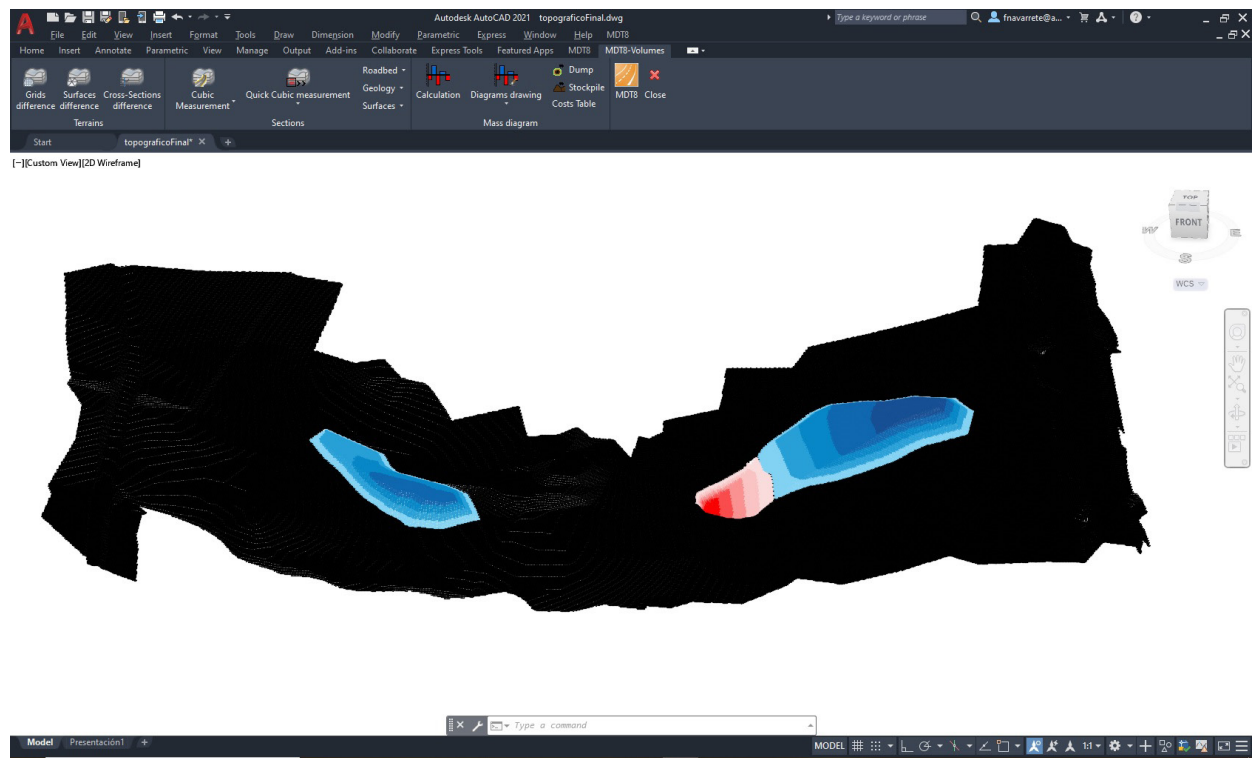 Autodesk AutoCAD 2021 topograficoFinal.dwg
Type a keyword or phrase
fnavarrete@a...
File Edit View Insert Format Tools Draw Dimension Modify Parametric Express Window Help MDT8
Home Insert Annotate Parametric View Manage Output Add-ins Collaborate Express Tools Featured Apps MDT8 MDT8-Volumes
Grids difference
Surfaces difference
Cross-Sections difference
Terrains
Cubic Measurement
Quick Cubic measurement
Roadbed
Geology
Surfaces
Sections
Calculation
Diagrams drawing
Dump
Stockpile
Costs Table
Mass diagram
MDT8
Close
Start topograficoFinal* +
[−][Custom View][2D Wireframe]
TOP
FRONT
W
E
S
WCS
Type a command
Model Presentación1 +
MODEL
1:1